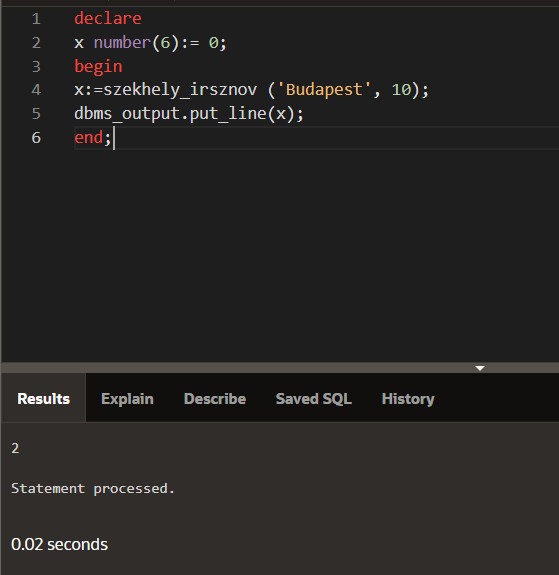 1 declare
2 x number(6):= 0;
3 begin
4 x:=szekhely_irsznov ('Budapest', 10);
5 dbms_output.put_line(x);
6 end;
Results Explain Describe Saved SQL History
2
Statement processed.
0.02 seconds